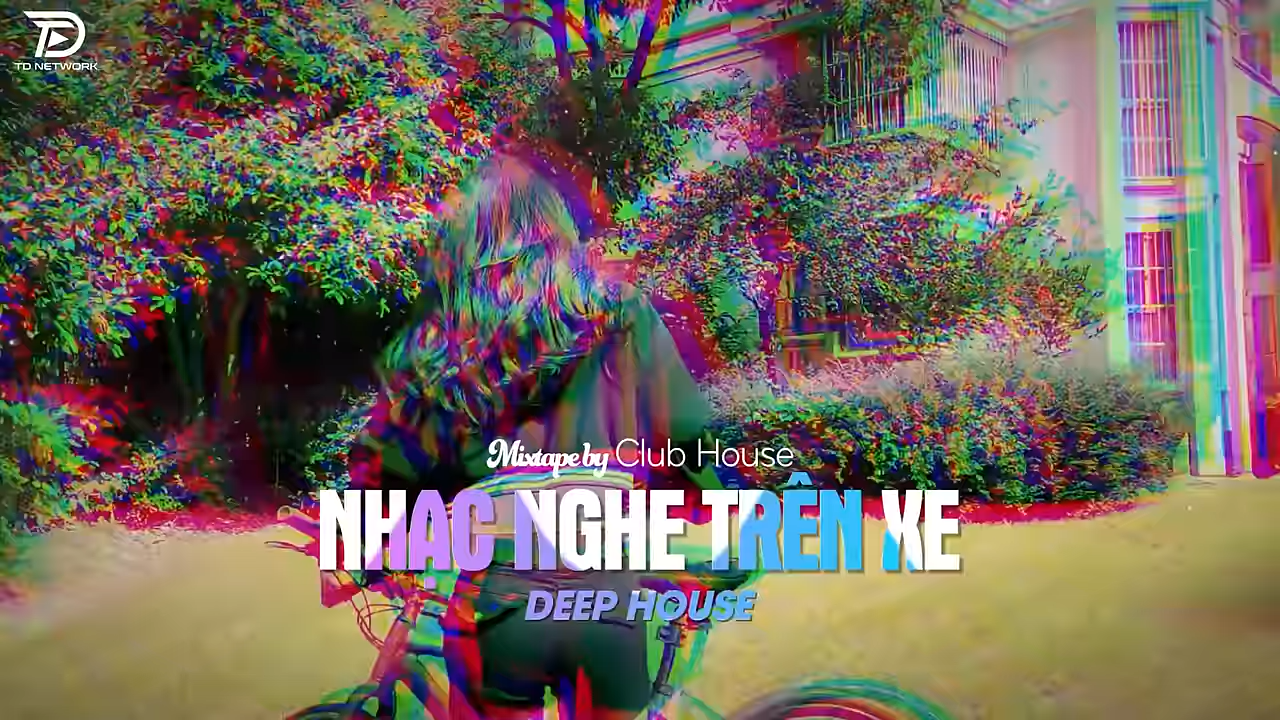 TD NETWORK
Mixtape by Club House
NHẠC NGHE TRÊN XE
DEEP HOUSE